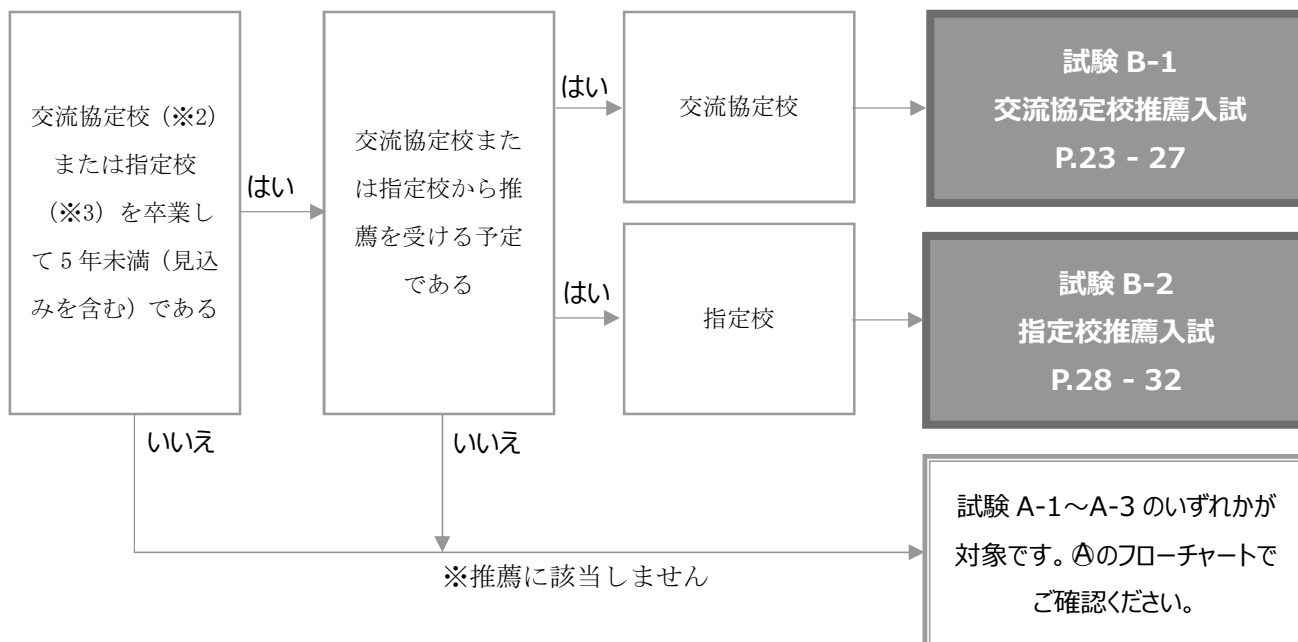 交流協定校（※2）
または指定校
（※3）を卒業し
て 5 年未満（見込
みを含む）である
はい
いいえ
交流協定校また
は指定校から推
薦を受ける予定
である
はい
はい
いいえ
交流協定校
指定校
試験 B-1
交流協定校推薦入試
P.23 - 27
試験 B-2
指定校推薦入試
P.28 - 32
※推薦に該当しません
試験 A-1～A-3 のいずれかが
対象です。Ⓐのフローチャートで
ご確認ください。